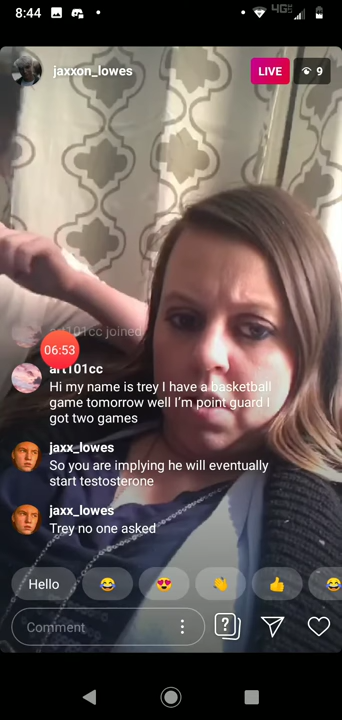 8:44
4G
jaxxon_lowes
LIVE
9
art101cc joined
06:53
art101cc
Hi my name is trey I have a basketball
game tomorrow well I'm point guard I
got two games
jaxx_lowes
So you are implying he will eventually
start testosterone
jaxx_lowes
Trey no one asked
Hello
Comment